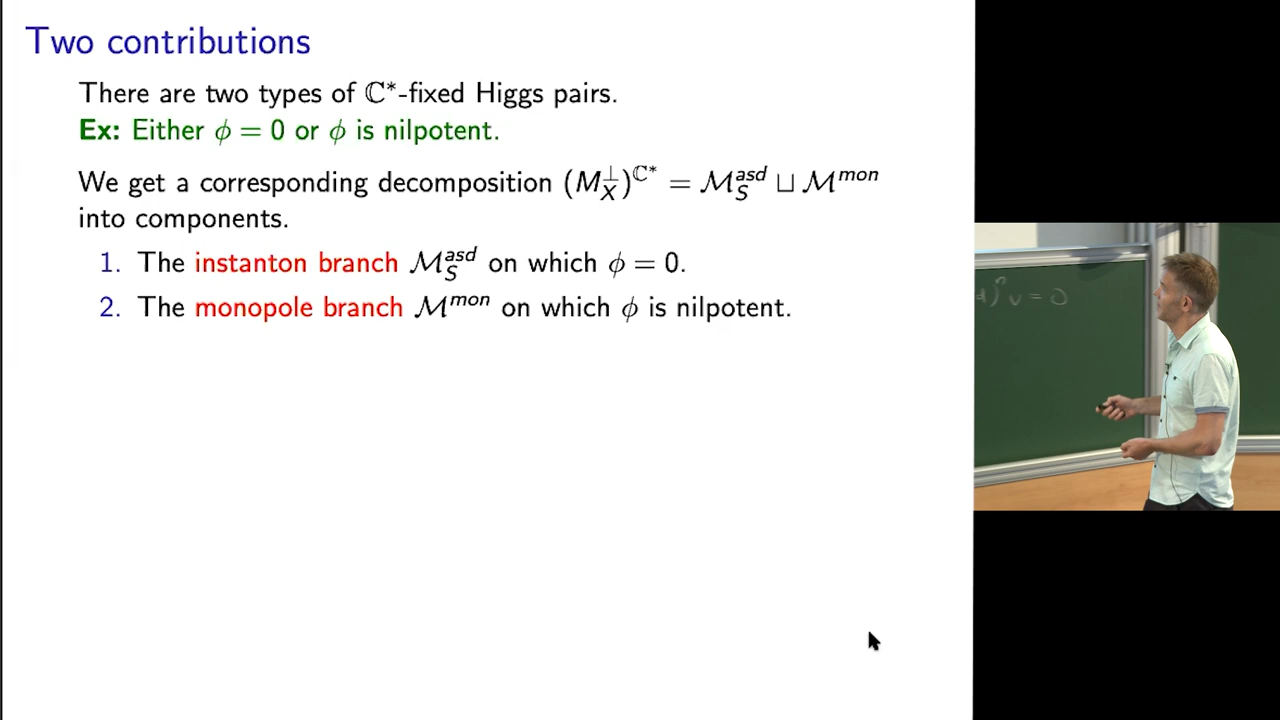 Two contributions
There are two types of ℂ*-fixed Higgs pairs.
Ex: Either ϕ = 0 or ϕ is nilpotent.
We get a corresponding decomposition (M_X^⊥)^{ℂ*} = ℳ_S^{asd} ⊔ ℳ^{mon}
into components.
1. The instanton branch ℳ_S^{asd} on which ϕ = 0.
2. The monopole branch ℳ^{mon} on which ϕ is nilpotent.
v = 0